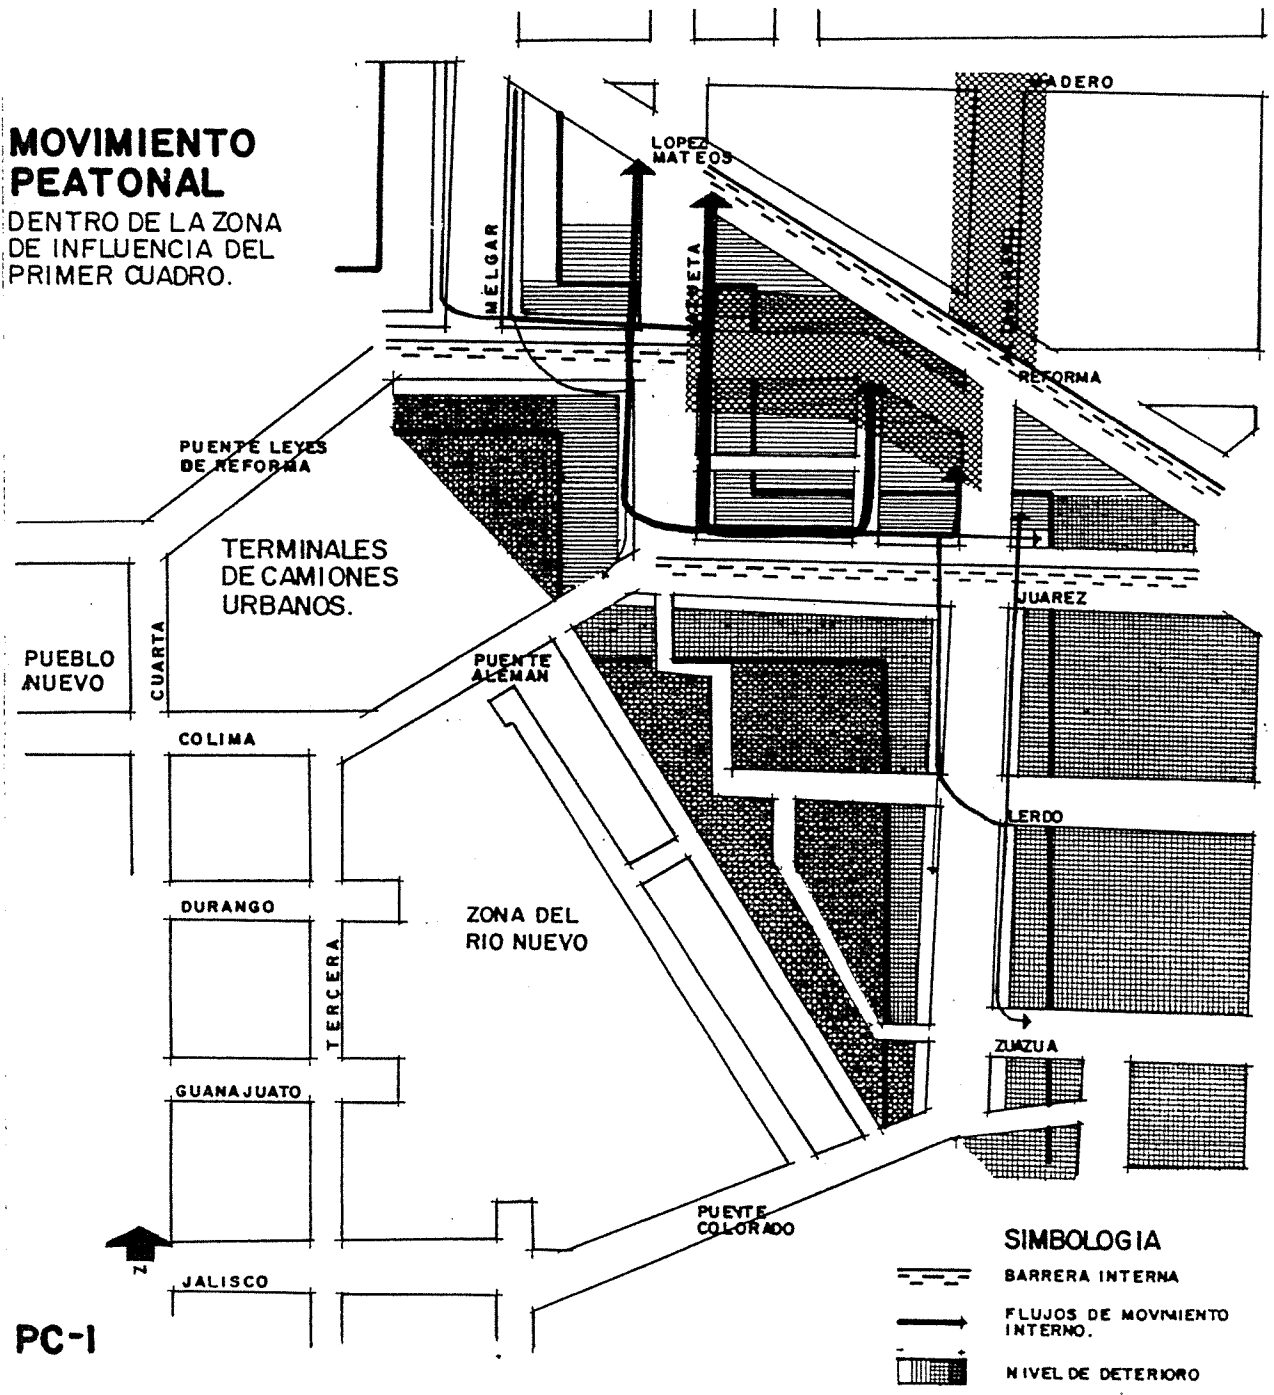 MOVIMIENTO
PEATONAL
DENTRO DE LA ZONA
DE INFLUENCIA DEL
PRIMER CUADRO.
MADERO
LOPEZ
MATEOS
MELGAR
REFORMA
PUENTE LEYES
DE REFORMA
TERMINALES
DE CAMIONES
URBANOS.
JUAREZ
PUEBLO
NUEVO
CUARTA
PUENTE
ALEMAN
COLIMA
LERDO
DURANGO
ZONA DEL
RIO NUEVO
TERCERA
ZUAZUA
GUANAJUATO
PUENTE
COLORADO
N
JALISCO
PC-1
SIMBOLOGIA
BARRERA INTERNA
FLUJOS DE MOVIMIENTO
INTERNO.
- +
NIVEL DE DETERIORO